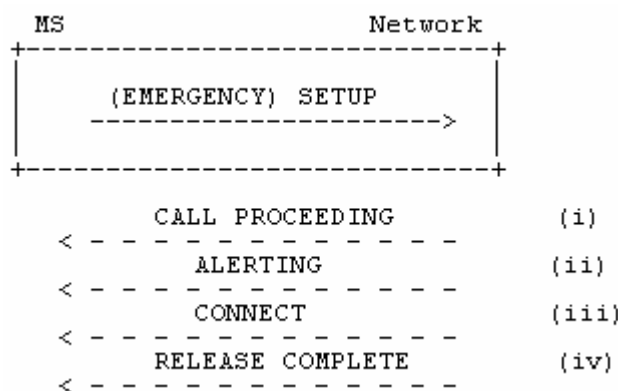 MS Network
(EMERGENCY) SETUP
CALL PROCEEDING (i)
ALERTING (ii)
CONNECT (iii)
RELEASE COMPLETE (iv)